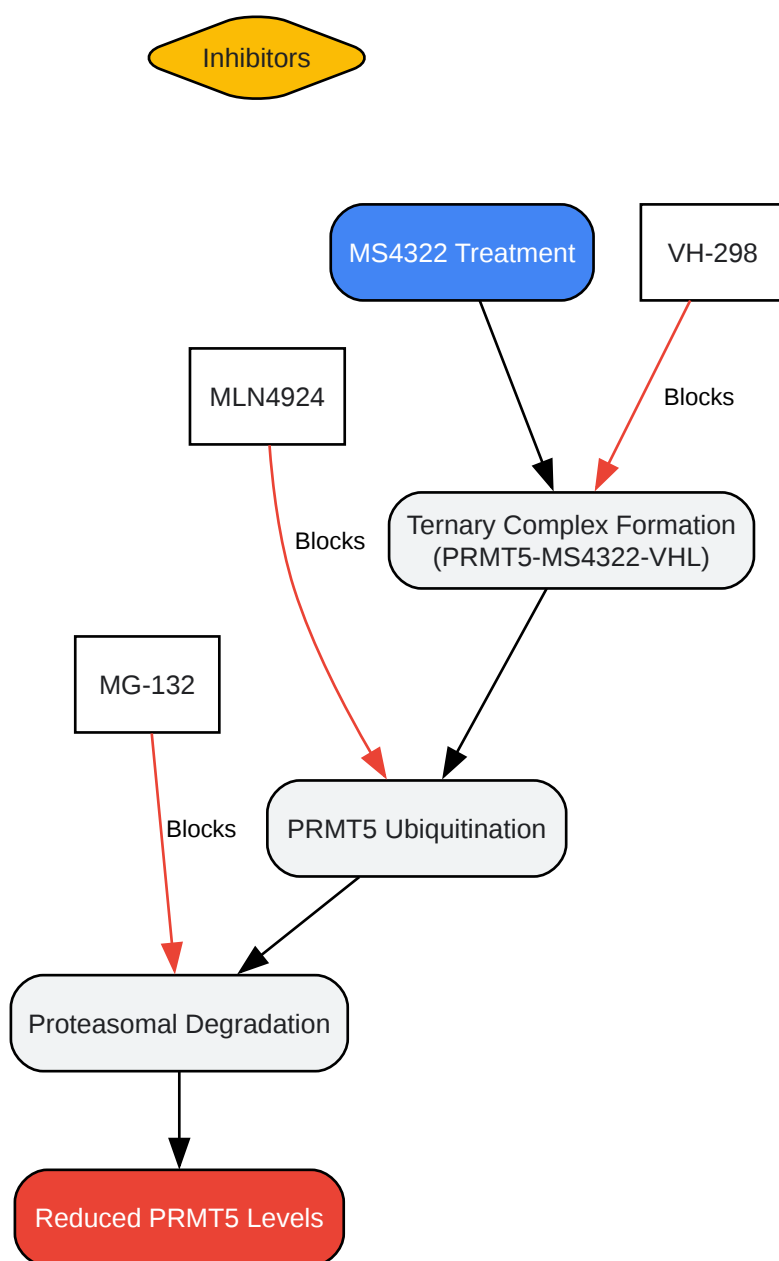 Inhibitors
MS4322 Treatment
VH-298
MLN4924
Blocks
Ternary Complex Formation
(PRMT5-MS4322-VHL)
Blocks
MG-132
Blocks
PRMT5 Ubiquitination
Proteasomal Degradation
Reduced PRMT5 Levels